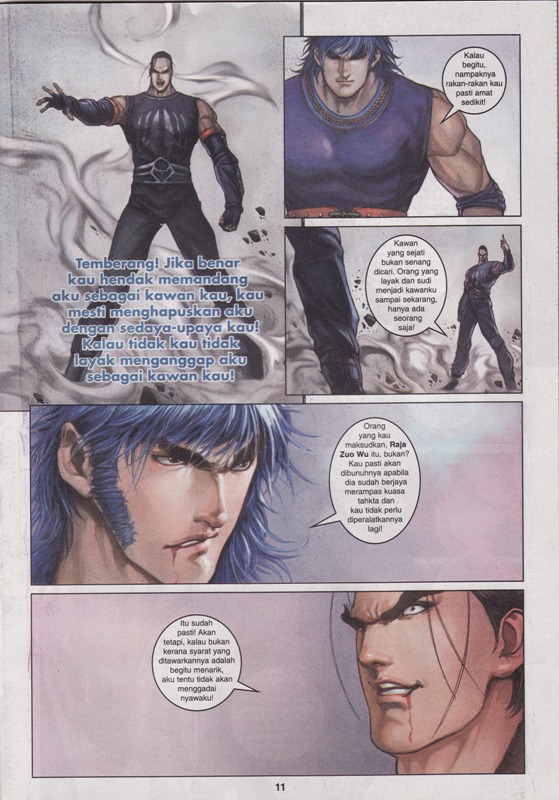 Temberang! Jika benar
kau hendak memandang
aku sebagai kawan kau, kau
mesti menghapuskan aku
dengan sedaya-upaya kau!
Kalau tidak kau tidak
layak menganggap aku
sebagai kawan kau!
Kalau
begitu,
nampaknya
rakan-rakan kau
pasti amat
sedikit!
Kawan
yang sejati
bukan senang
dicari. Orang yang
layak dan sudi
menjadi kawanku
sampai sekarang,
hanya ada
seorang
saja!
Orang
yang kau
maksudkan, Raja
Zuo Wu itu, bukan?
Kau pasti akan
dibunuhnya apabila
dia sudah berjaya
merampas kuasa
tahkta dan
kau tidak perlu
diperalatkannya
lagi!
Itu sudah
pasti! Akan
tetapi, kalau bukan
kerana syarat yang
ditawarkannya adalah
begitu menarik,
aku tentu tidak akan
menggadai
nyawaku!
11